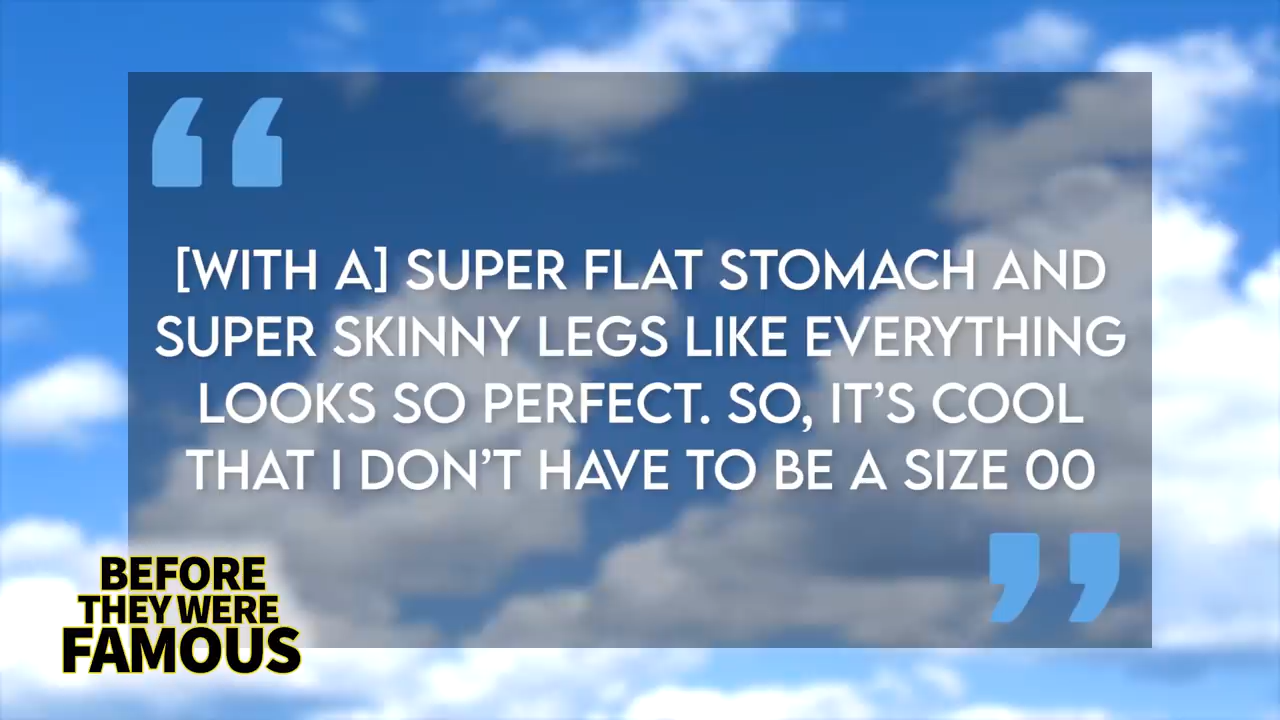 “
[WITH A] SUPER FLAT STOMACH AND
SUPER SKINNY LEGS LIKE EVERYTHING
LOOKS SO PERFECT. SO, IT’S COOL
THAT I DON’T HAVE TO BE A SIZE 00
”
BEFORE
THEY WERE
FAMOUS